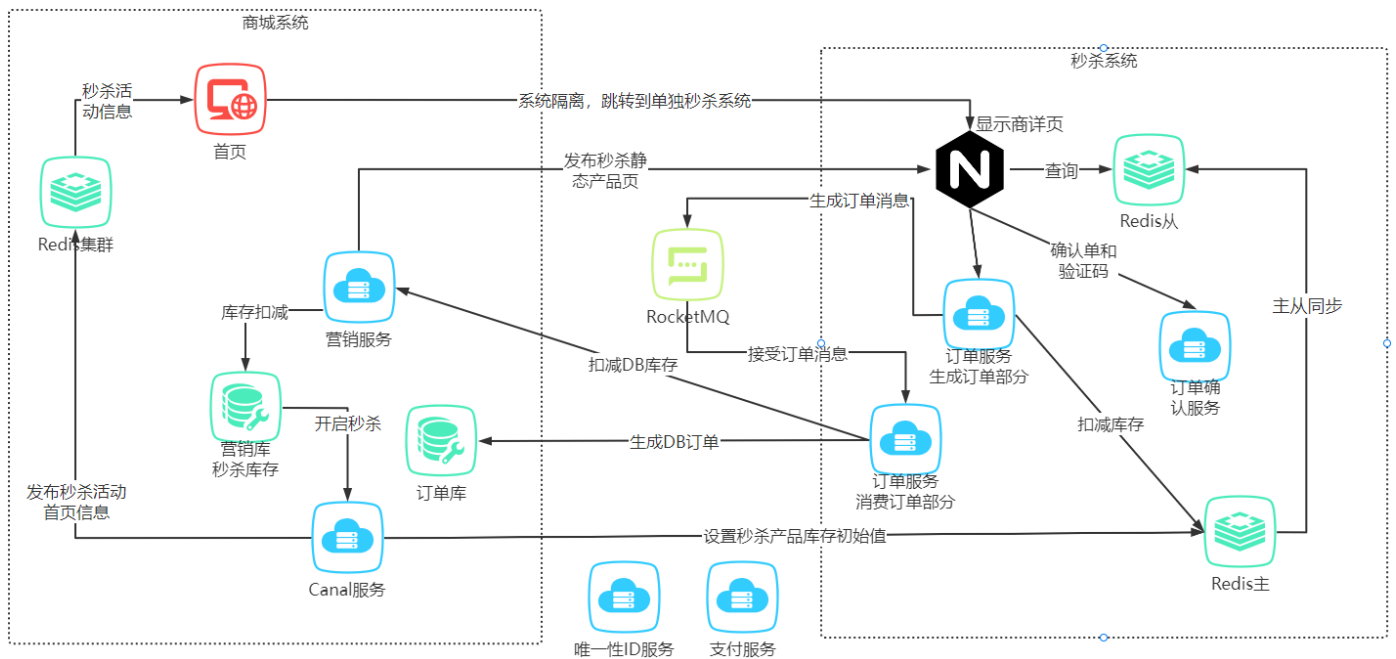 商城系统
秒杀系统
秒杀活
动信息
系统隔离，跳转到单独秒杀系统
显示商详页
首页
发布秒杀静
态产品页
查询
生成订单消息
Redis从
Redis集群
确认单和
验证码
库存扣减
营销服务
RocketMQ
主从同步
接受订单消息
订单服务
生成订单部分
扣减DB库存
订单确
认服务
开启秒杀
扣减库存
营销库
秒杀库存
生成DB订单
订单库
订单服务
消费订单部分
发布秒杀活动
首页信息
设置秒杀产品库存初始值
Canal服务
Redis主
唯一性ID服务
支付服务
N